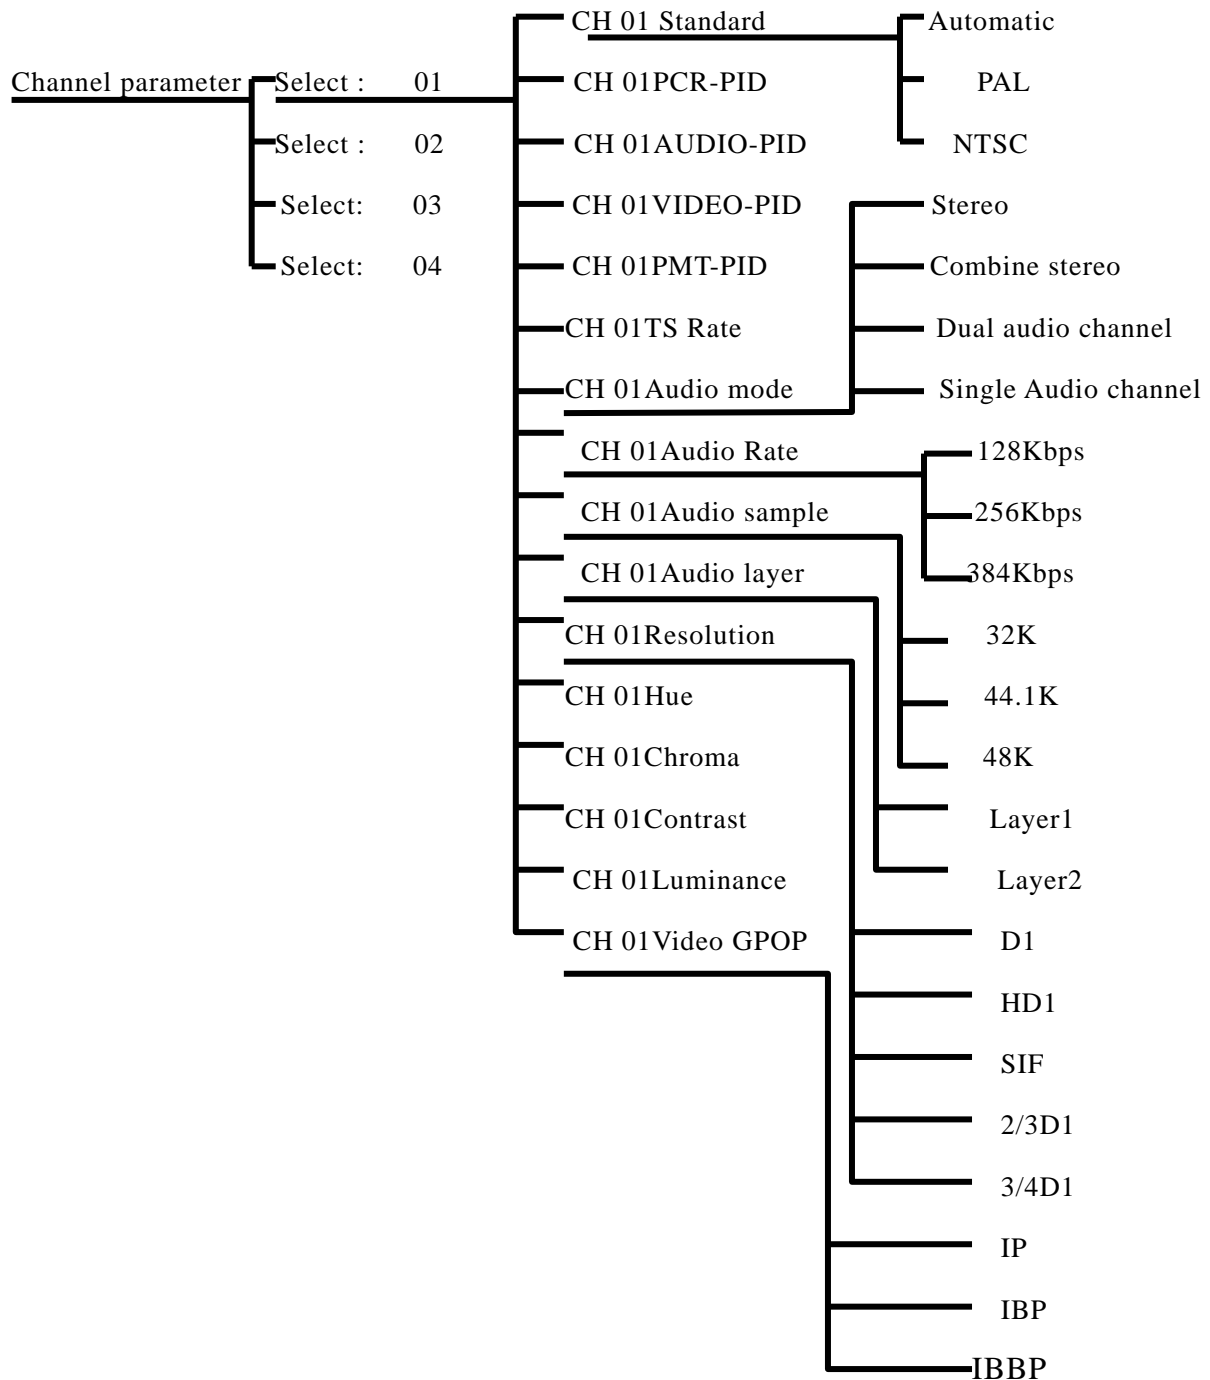 CH 01 Standard
Automatic
Channel parameter
Select : 01
CH 01PCR-PID
PAL
Select : 02
CH 01AUDIO-PID
NTSC
Select: 03
CH 01VIDEO-PID
Stereo
Select: 04
CH 01PMT-PID
Combine stereo
CH 01TS Rate
Dual audio channel
CH 01Audio mode
Single Audio channel
CH 01Audio Rate
128Kbps
CH 01Audio sample
256Kbps
CH 01Audio layer
384Kbps
CH 01Resolution
32K
CH 01Hue
44.1K
CH 01Chroma
48K
CH 01Contrast
Layer1
CH 01Luminance
Layer2
CH 01Video GPOP
D1
HD1
SIF
2/3D1
3/4D1
IP
IBP
IBBP